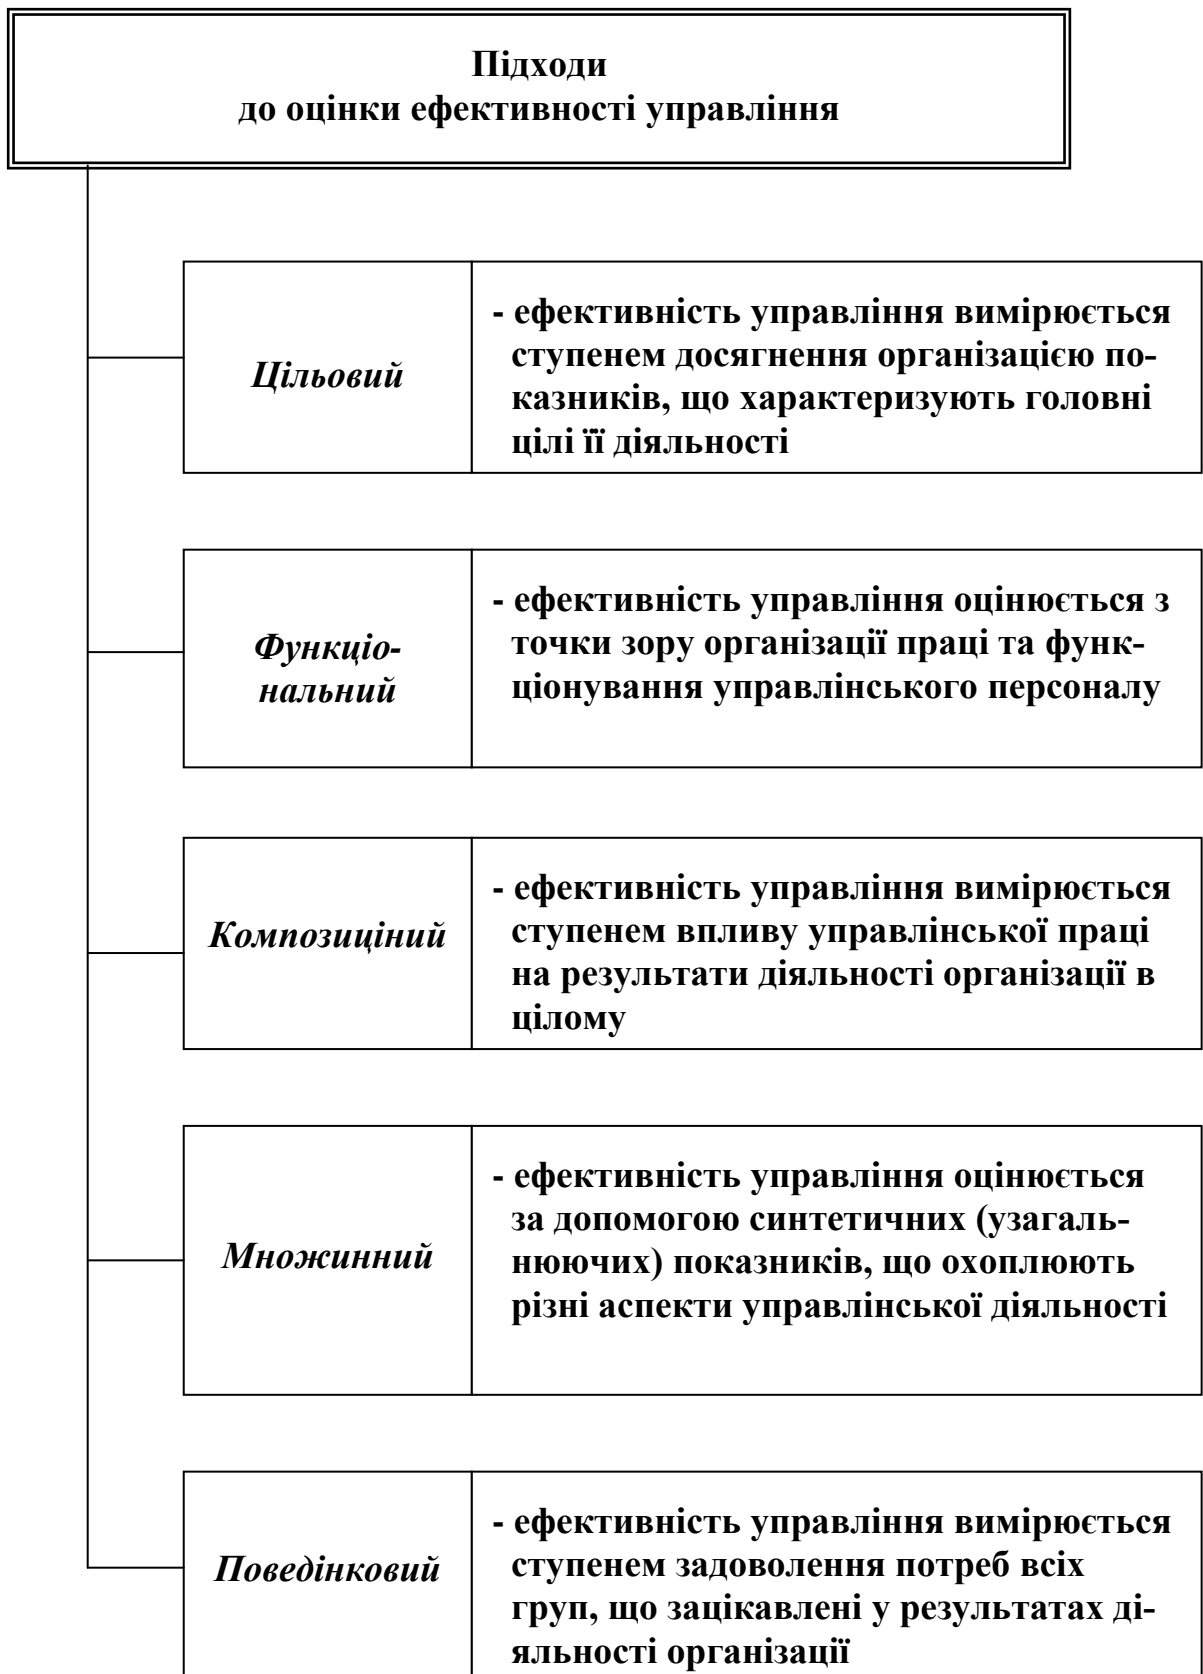 Підходи
до оцінки ефективності управління
Цільовий
- ефективність управління вимірюється
ступенем досягнення організацією по-
казників, що характеризують головні
цілі її діяльності
Функціо-
нальний
- ефективність управління оцінюється з
точки зору організації праці та функ-
ціонування управлінського персоналу
Композиціний
- ефективність управління вимірюється
ступенем впливу управлінської праці
на результати діяльності організації в
цілому
Множинний
- ефективність управління оцінюється
за допомогою синтетичних (узагаль-
нюючих) показників, що охоплюють
різні аспекти управлінської діяльності
Поведінковий
- ефективність управління вимірюється
ступенем задоволення потреб всіх
груп, що зацікавлені у результатах ді-
яльності організації